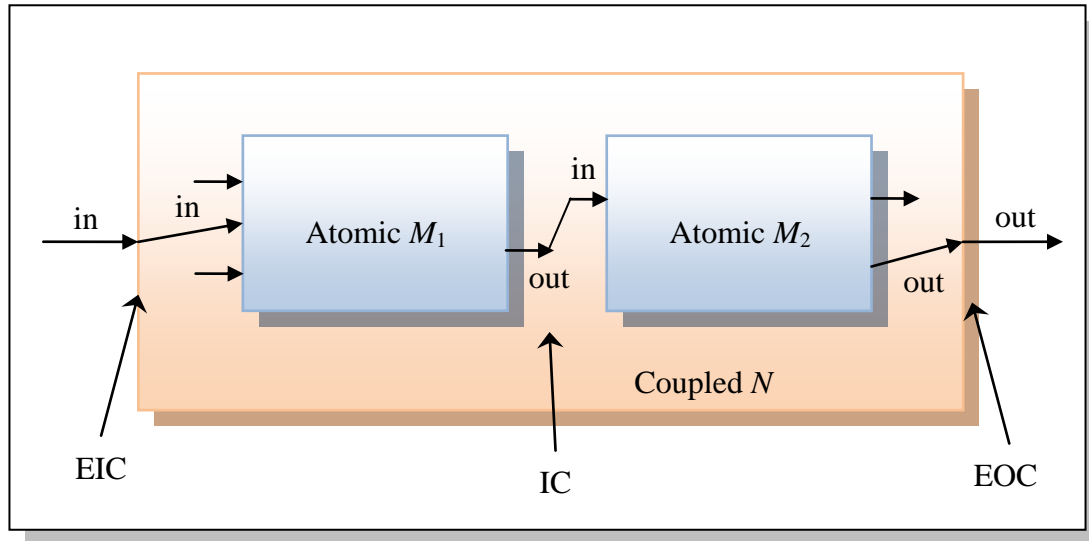 in
in
Atomic M₁
out
in
Atomic M₂
out
out
Coupled N
EIC
IC
EOC